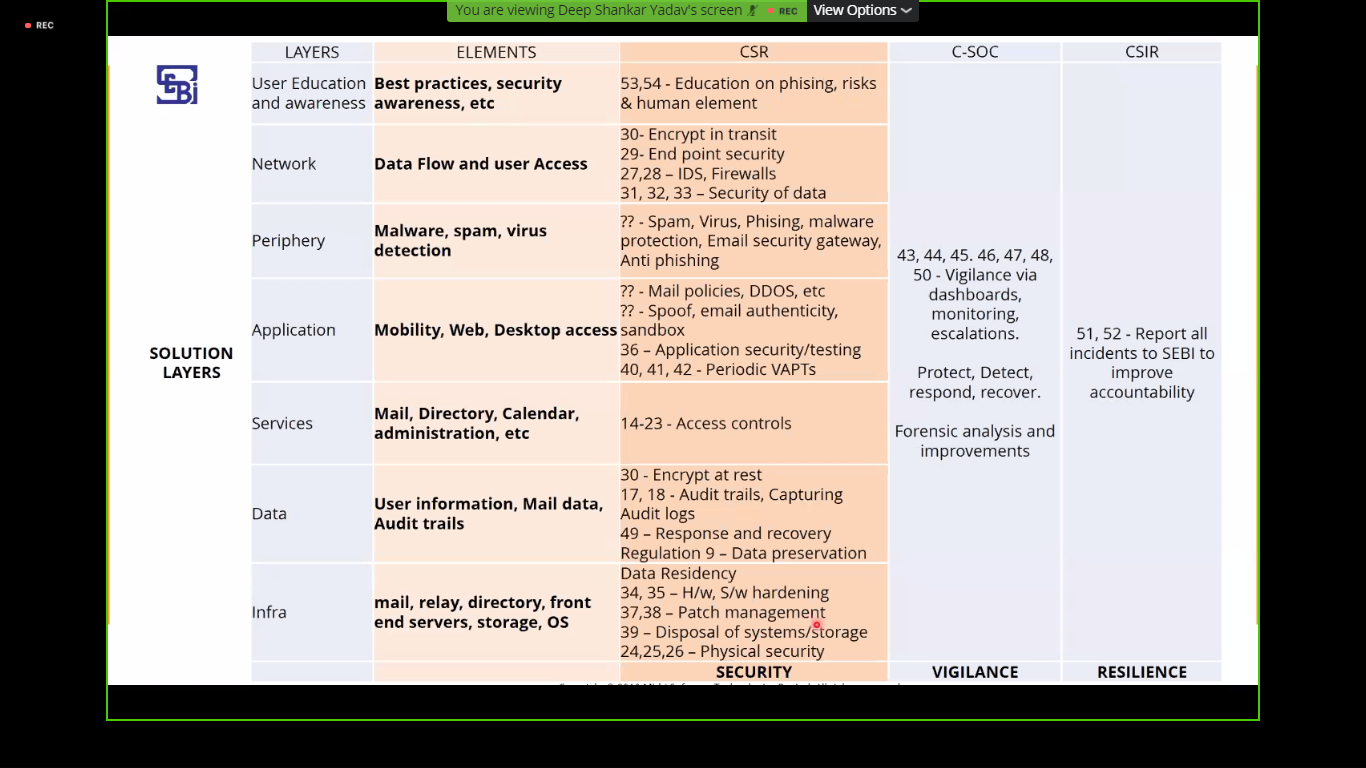 You are viewing Deep Shankar Yadav's screen
REC
View Options
REC
SEBI
LAYERS
ELEMENTS
CSR
C-SOC
CSIR
User Education
and awareness
Best practices, security
awareness, etc
53,54 - Education on phising, risks
& human element
Network
Data Flow and user Access
30- Encrypt in transit
29- End point security
27,28 – IDS, Firewalls
31, 32, 33 – Security of data
Periphery
Malware, spam, virus
detection
?? - Spam, Virus, Phising, malware
protection, Email security gateway,
Anti phishing
Application
Mobility, Web, Desktop access
?? - Mail policies, DDOS, etc
?? - Spoof, email authenticity,
sandbox
36 – Application security/testing
40, 41, 42 - Periodic VAPTs
Services
Mail, Directory, Calendar,
administration, etc
14-23 - Access controls
Data
User information, Mail data,
Audit trails
30 - Encrypt at rest
17, 18 - Audit trails, Capturing
Audit logs
49 – Response and recovery
Regulation 9 – Data preservation
Infra
mail, relay, directory, front
end servers, storage, OS
Data Residency
34, 35 – H/w, S/w hardening
37,38 – Patch management
39 – Disposal of systems/storage
24,25,26 – Physical security
43, 44, 45. 46, 47, 48,
50 - Vigilance via
dashboards,
monitoring,
escalations.
Protect, Detect,
respond, recover.
Forensic analysis and
improvements
51, 52 - Report all
incidents to SEBI to
improve
accountability
SOLUTION
LAYERS
SECURITY
VIGILANCE
RESILIENCE